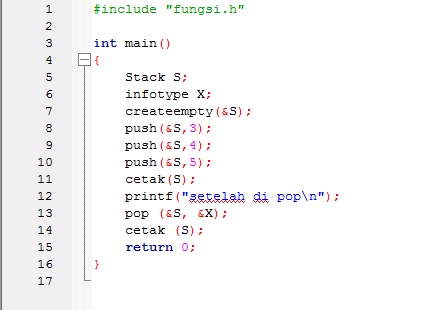 1 #include "fungsi.h"
2
3 int main()
4 {
5 Stack S;
6 infotype X;
7 createempty(&S);
8 push(&S,3);
9 push(&S,4);
10 push(&S,5);
11 cetak(S);
12 printf("setelah di pop\n");
13 pop (&S, &X);
14 cetak (S);
15 return 0;
16 }
17